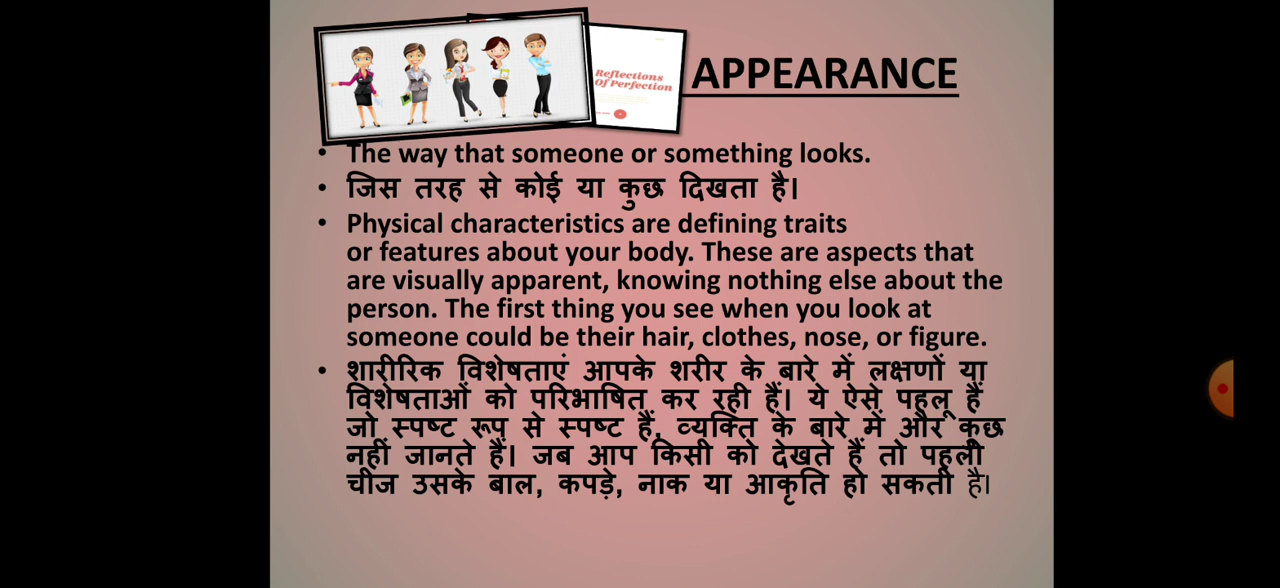 Reflections
Of Perfection
APPEARANCE
• The way that someone or something looks.
• जिस तरह से कोई या कुछ दिखता है।
• Physical characteristics are defining traits
or features about your body. These are aspects that
are visually apparent, knowing nothing else about the
person. The first thing you see when you look at
someone could be their hair, clothes, nose, or figure.
• शारीरिक विशेषताएं आपके शरीर के बारे में लक्षणों या
विशेषताओं को परिभाषित कर रही हैं। ये ऐसे पहलू हैं
जो स्पष्ट रूप से स्पष्ट हैं, व्यक्ति के बारे में और कुछ
नहीं जानते हैं। जब आप किसी को देखते हैं तो पहली
चीज उसके बाल, कपड़े, नाक या आकृति हो सकती है।